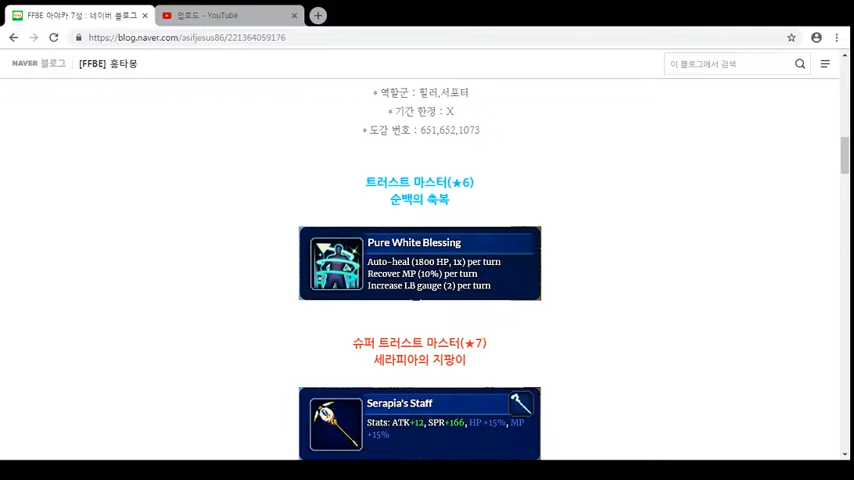 FFBE 아야카 7성 : 네이버 블로그
업로드 - YouTube
https://blog.naver.com/asifjesus86/221364059176
NAVER 블로그 [FFBE] 홈타몽
이 블로그에서 검색
* 역할군 : 힐러,서포터
* 기간 한정 : X
* 도감 번호 : 651,652,1073
트러스트 마스터(★6)
순백의 축복
Pure White Blessing
Auto-heal (1800 HP, 1x) per turn
Recover MP (10%) per turn
Increase LB gauge (2) per turn
슈퍼 트러스트 마스터(★7)
세라피아의 지팡이
Serapia's Staff
Stats: ATK+12, SPR+166, HP +15%, MP
+15%